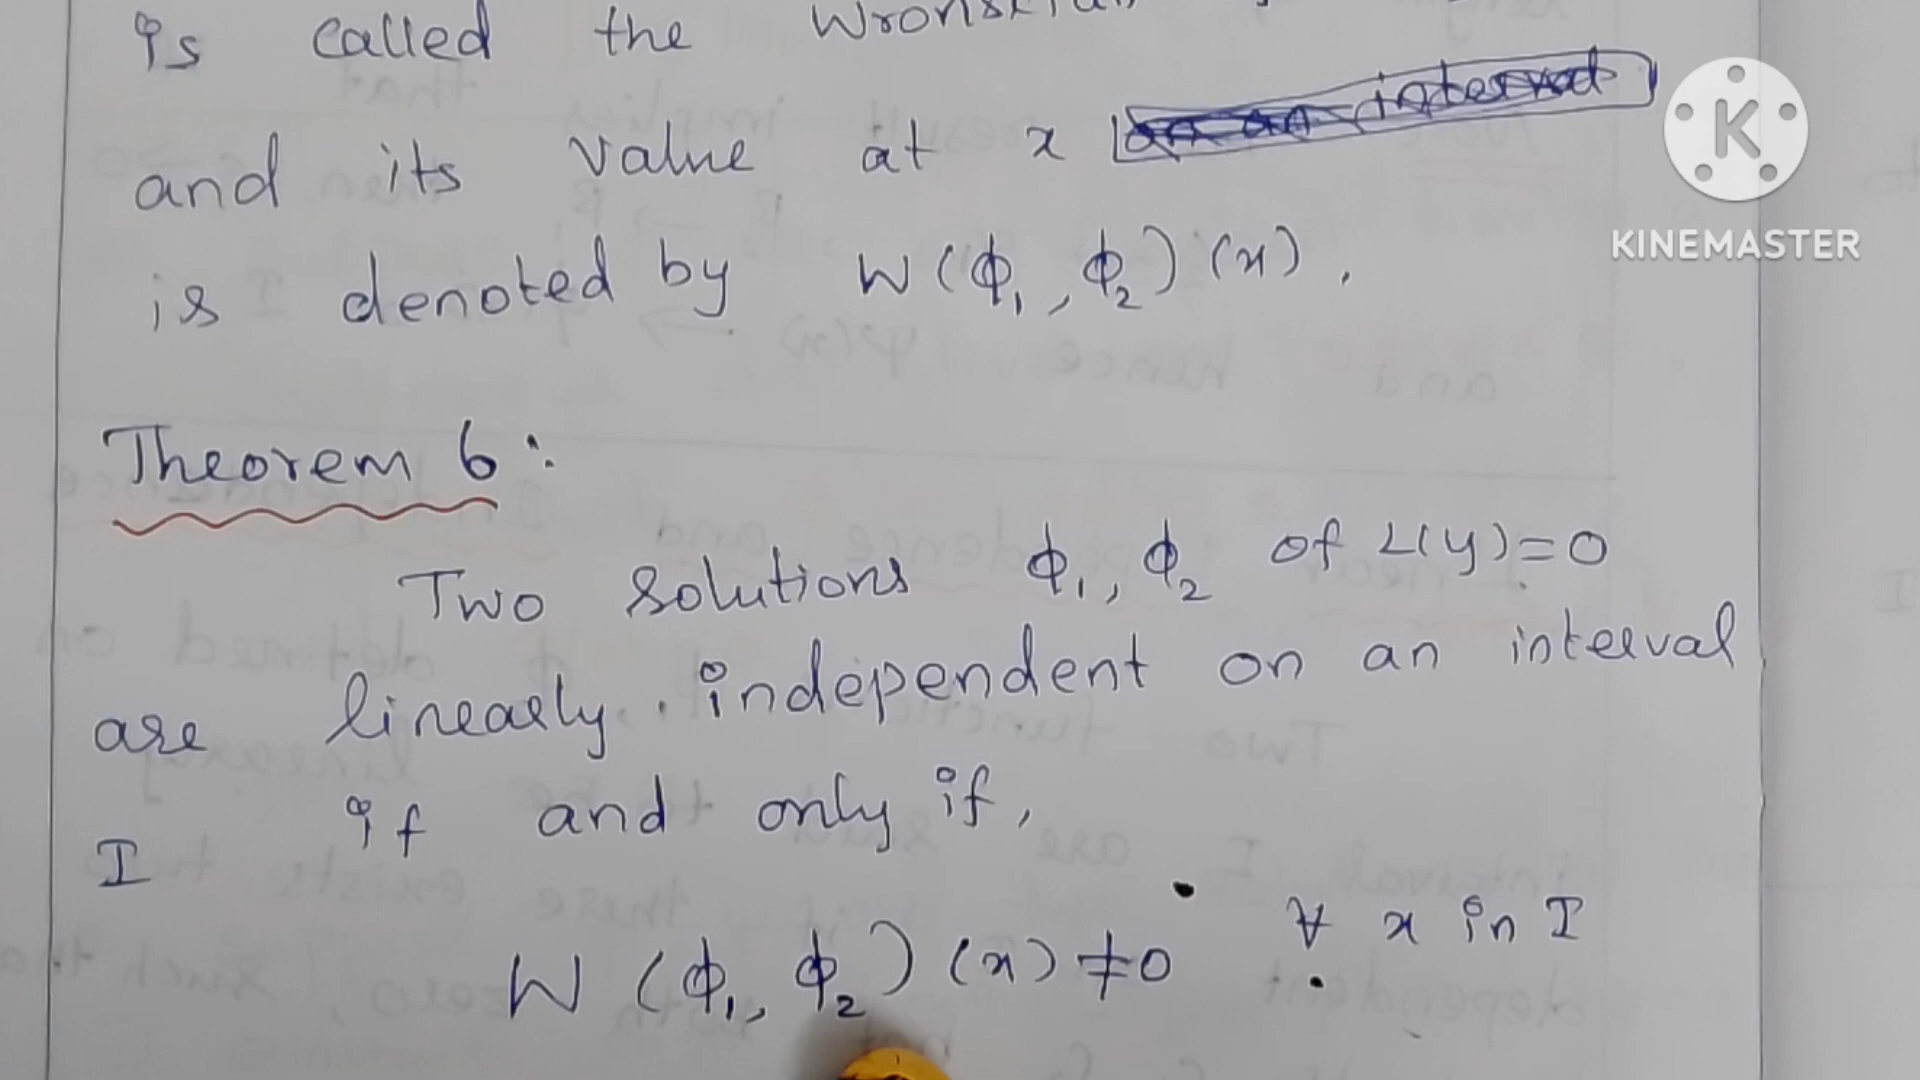 is called the Wronskian
and its value at x
is denoted by W(ϕ₁, ϕ₂)(x).
Theorem 6:
Two solutions ϕ₁, ϕ₂ of L(y)=0
are linearly independent on an interval
I if and only if,
W(ϕ₁, ϕ₂)(x) ≠ 0 ∀ x in I
K
KINEMASTER